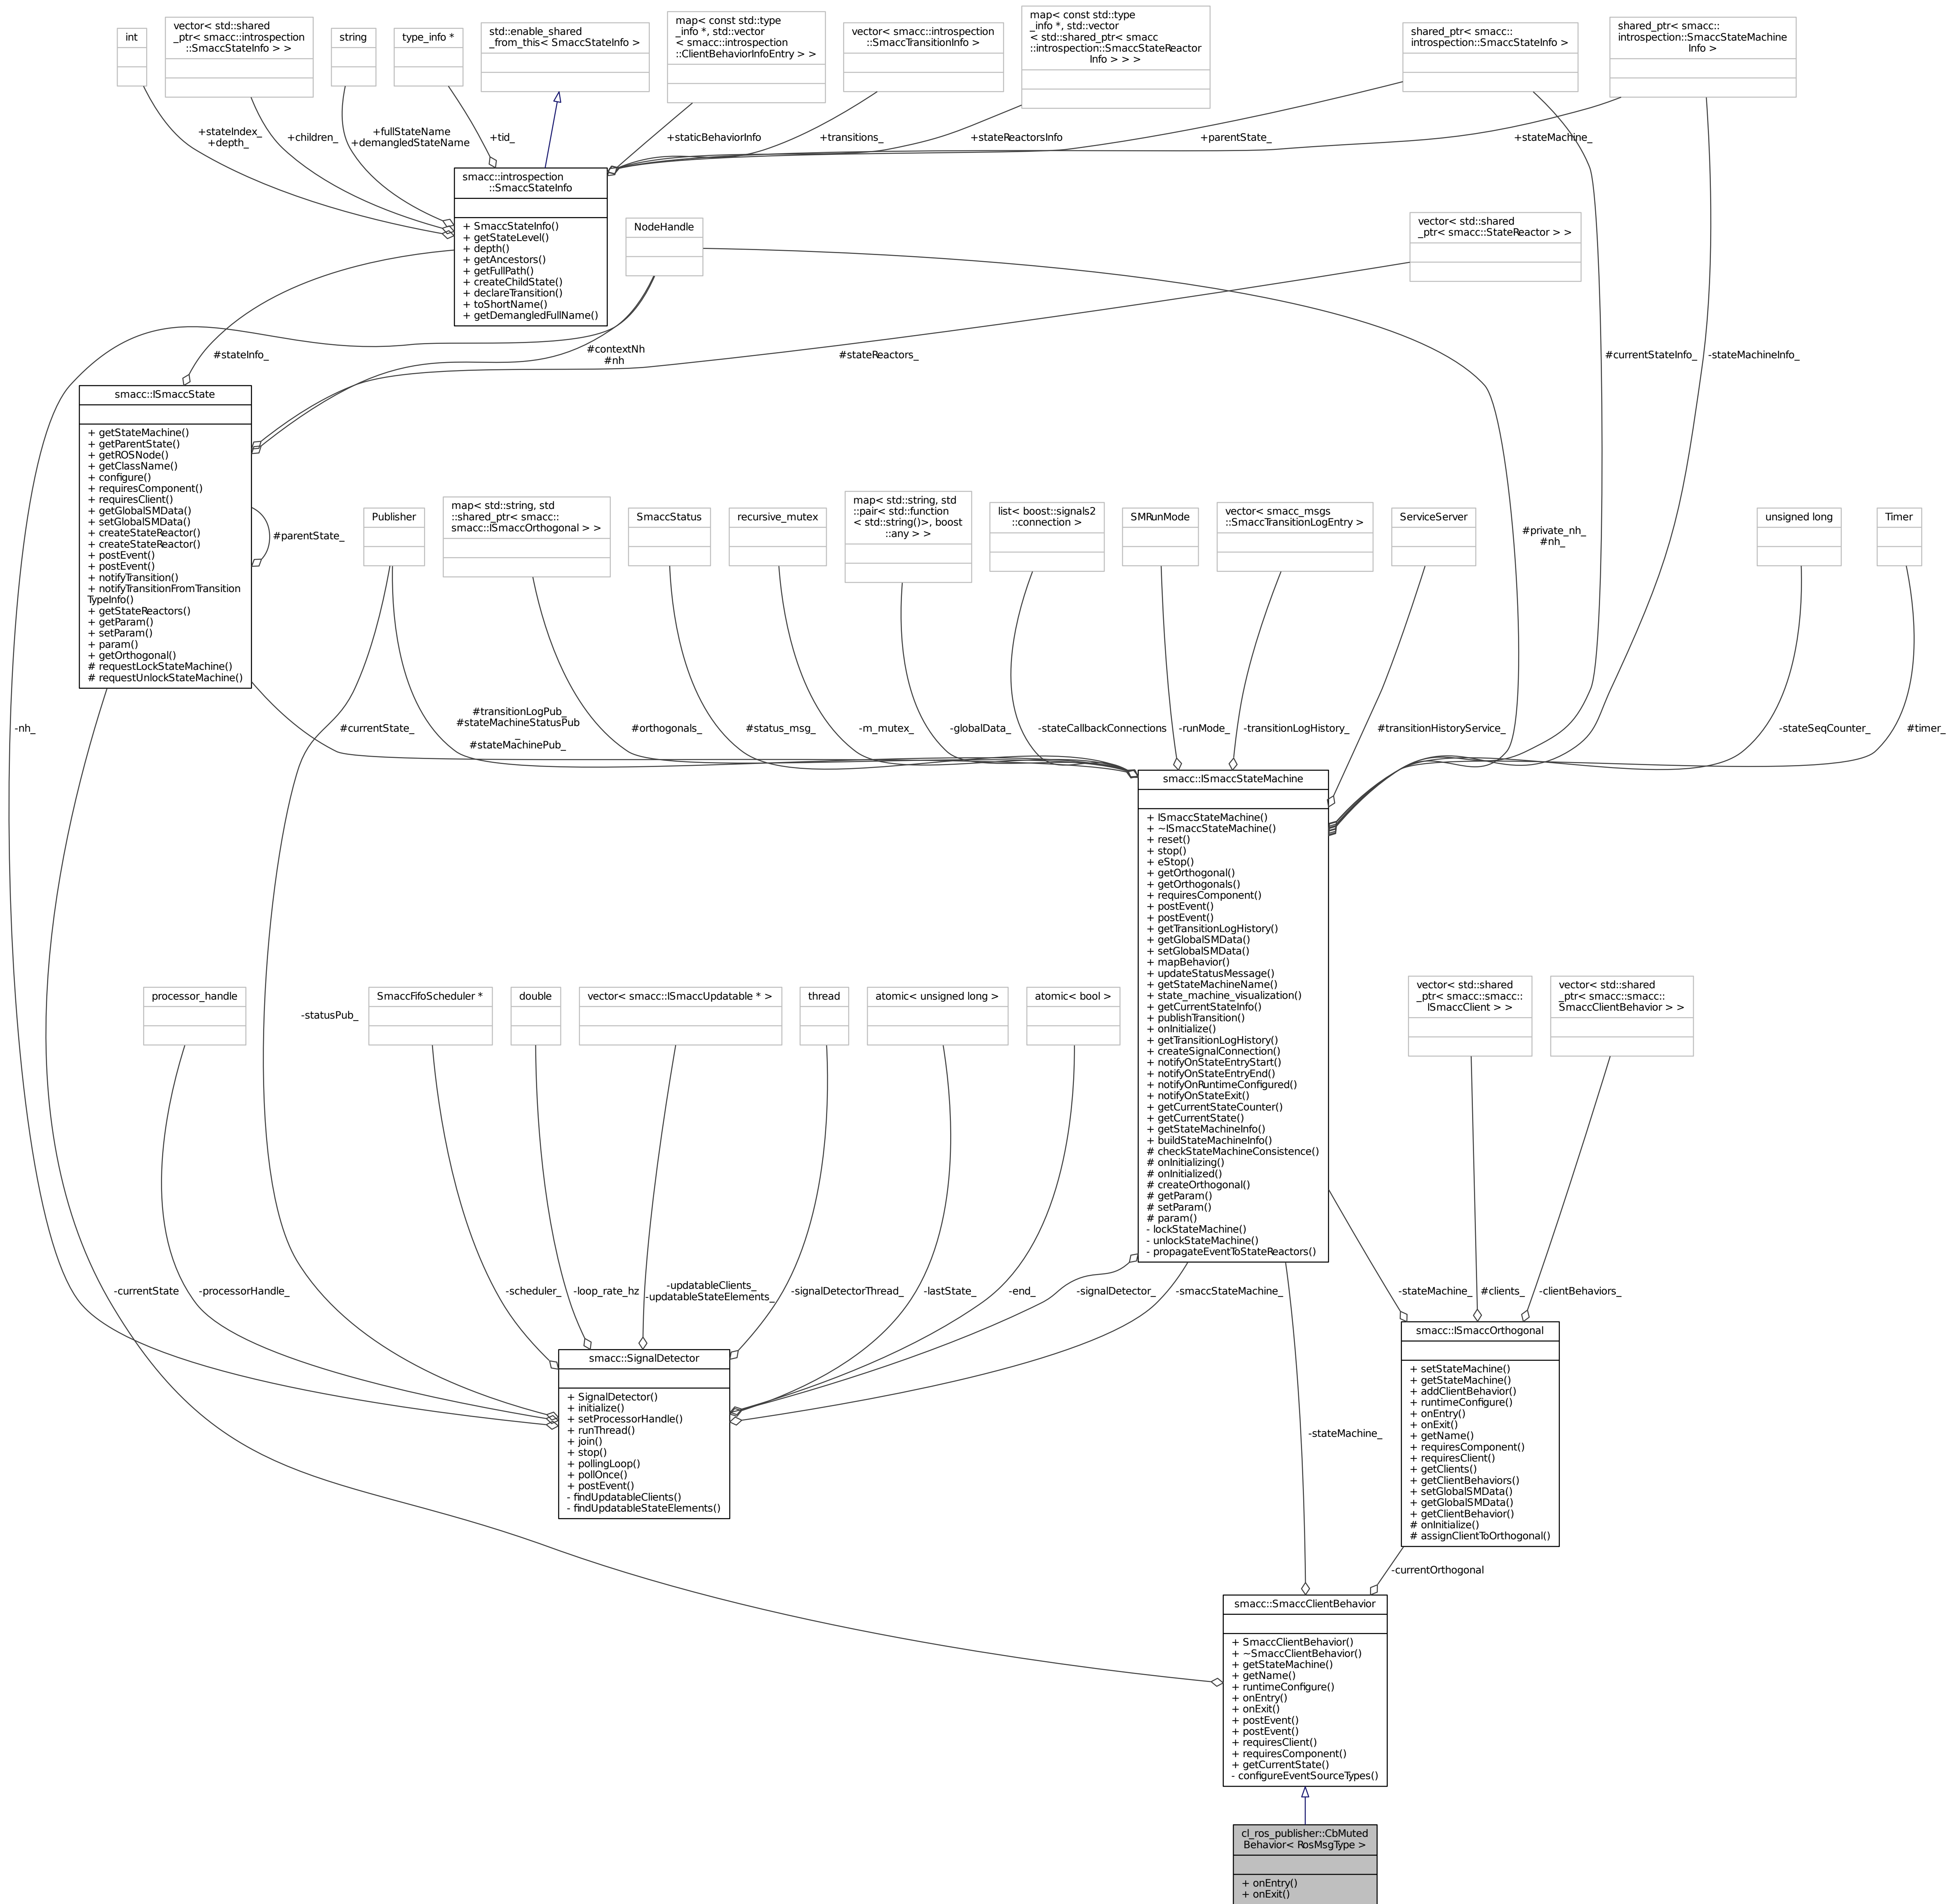 int
vector< std::shared
_ptr< smacc::introspection
::SmaccStateInfo > >
string
type_info *
std::enable_shared
_from_this< SmaccStateInfo >
map< const std::type
_info *, std::vector
< smacc::introspection
::ClientBehaviorInfoEntry > >
vector< smacc::introspection
::SmaccTransitionInfo >
map< const std::type
_info *, std::vector
< std::shared_ptr< smacc
::introspection::SmaccStateReactor
Info > > >
shared_ptr< smacc::
introspection::SmaccStateInfo >
shared_ptr< smacc::
introspection::SmaccStateMachine
Info >
+stateIndex_
+depth_
+children_
+fullStateName
+demangledStateName
+tid_
+staticBehaviorInfo
+transitions_
+stateReactorsInfo
+parentState_
+stateMachine_
smacc::introspection
::SmaccStateInfo
+ SmaccStateInfo()
+ getStateLevel()
+ depth()
+ getAncestors()
+ getFullPath()
+ createChildState()
+ declareTransition()
+ toShortName()
+ getDemangledFullName()
NodeHandle
vector< std::shared
_ptr< smacc::StateReactor > >
#stateInfo_
#contextNh
#nh
#stateReactors_
#currentStateInfo_
-stateMachineInfo_
smacc::ISmaccState
+ getStateMachine()
+ getParentState()
+ getROSNode()
+ getClassName()
+ configure()
+ requiresComponent()
+ requiresClient()
+ getGlobalSMData()
+ setGlobalSMData()
+ createStateReactor()
+ createStateReactor()
+ postEvent()
+ postEvent()
+ notifyTransition()
+ notifyTransitionFromTransition
TypeInfo()
+ getStateReactors()
+ getParam()
+ setParam()
+ param()
+ getOrthogonal()
# requestLockStateMachine()
# requestUnlockStateMachine()
#parentState_
Publisher
map< std::string, std
::shared_ptr< smacc::
smacc::ISmaccOrthogonal > >
SmaccStatus
recursive_mutex
map< std::string, std
::pair< std::function
< std::string()>, boost
::any > >
list< boost::signals2
::connection >
SMRunMode
vector< smacc_msgs
::SmaccTransitionLogEntry >
ServiceServer
#private_nh_
#nh_
unsigned long
Timer
-nh_
#currentState_
#transitionLogPub_
#stateMachineStatusPub
_
#stateMachinePub_
#orthogonals_
#status_msg_
-m_mutex_
-globalData_
-stateCallbackConnections
-runMode_
-transitionLogHistory_
#transitionHistoryService_
-stateSeqCounter_
#timer_
smacc::ISmaccStateMachine
+ ISmaccStateMachine()
+ ~ISmaccStateMachine()
+ reset()
+ stop()
+ eStop()
+ getOrthogonal()
+ getOrthogonals()
+ requiresComponent()
+ postEvent()
+ postEvent()
+ getTransitionLogHistory()
+ getGlobalSMData()
+ setGlobalSMData()
+ mapBehavior()
+ updateStatusMessage()
+ getStateMachineName()
+ state_machine_visualization()
+ getCurrentStateInfo()
+ publishTransition()
+ onInitialize()
+ getTransitionLogHistory()
+ createSignalConnection()
+ notifyOnStateEntryStart()
+ notifyOnStateEntryEnd()
+ notifyOnRuntimeConfigured()
+ notifyOnStateExit()
+ getCurrentStateCounter()
+ getCurrentState()
+ getStateMachineInfo()
+ buildStateMachineInfo()
# checkStateMachineConsistence()
# onInitializing()
# onInitialized()
# createOrthogonal()
# getParam()
# setParam()
# param()
- lockStateMachine()
- unlockStateMachine()
- propagateEventToStateReactors()
processor_handle
-statusPub_
SmaccFifoScheduler *
double
vector< smacc::ISmaccUpdatable * >
thread
atomic< unsigned long >
atomic< bool >
vector< std::shared
_ptr< smacc::smacc::
ISmaccClient > >
vector< std::shared
_ptr< smacc::smacc::
SmaccClientBehavior > >
-currentState
-processorHandle_
-scheduler_
-loop_rate_hz
-updatableClients_
-updatableStateElements_
-signalDetectorThread_
-lastState_
-end_
-signalDetector_
-smaccStateMachine_
-stateMachine_
#clients_
-clientBehaviors_
smacc::SignalDetector
+ SignalDetector()
+ initialize()
+ setProcessorHandle()
+ runThread()
+ join()
+ stop()
+ pollingLoop()
+ pollOnce()
+ postEvent()
- findUpdatableClients()
- findUpdatableStateElements()
-stateMachine_
smacc::ISmaccOrthogonal
+ setStateMachine()
+ getStateMachine()
+ addClientBehavior()
+ runtimeConfigure()
+ onEntry()
+ onExit()
+ getName()
+ requiresComponent()
+ requiresClient()
+ getClients()
+ getClientBehaviors()
+ setGlobalSMData()
+ getGlobalSMData()
+ getClientBehavior()
# onInitialize()
# assignClientToOrthogonal()
-currentOrthogonal
smacc::SmaccClientBehavior
+ SmaccClientBehavior()
+ ~SmaccClientBehavior()
+ getStateMachine()
+ getName()
+ runtimeConfigure()
+ onEntry()
+ onExit()
+ postEvent()
+ postEvent()
+ requiresClient()
+ requiresComponent()
+ getCurrentState()
- configureEventSourceTypes()
cl_ros_publisher::CbMuted
Behavior< RosMsgType >
+ onEntry()
+ onExit()